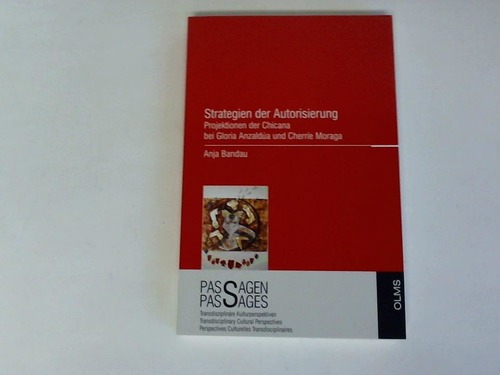 Strategien der Autorisierung
Projektionen der Chicana
bei Gloria Anzaldúa und Cherríe Moraga
Anja Bandau
PASSAGEN
PASSAGES
Transdisziplinäre Kulturperspektiven
Transdisciplinary Cultural Perspectives
Perspectives Culturelles Transdisciplinaires
OLMS